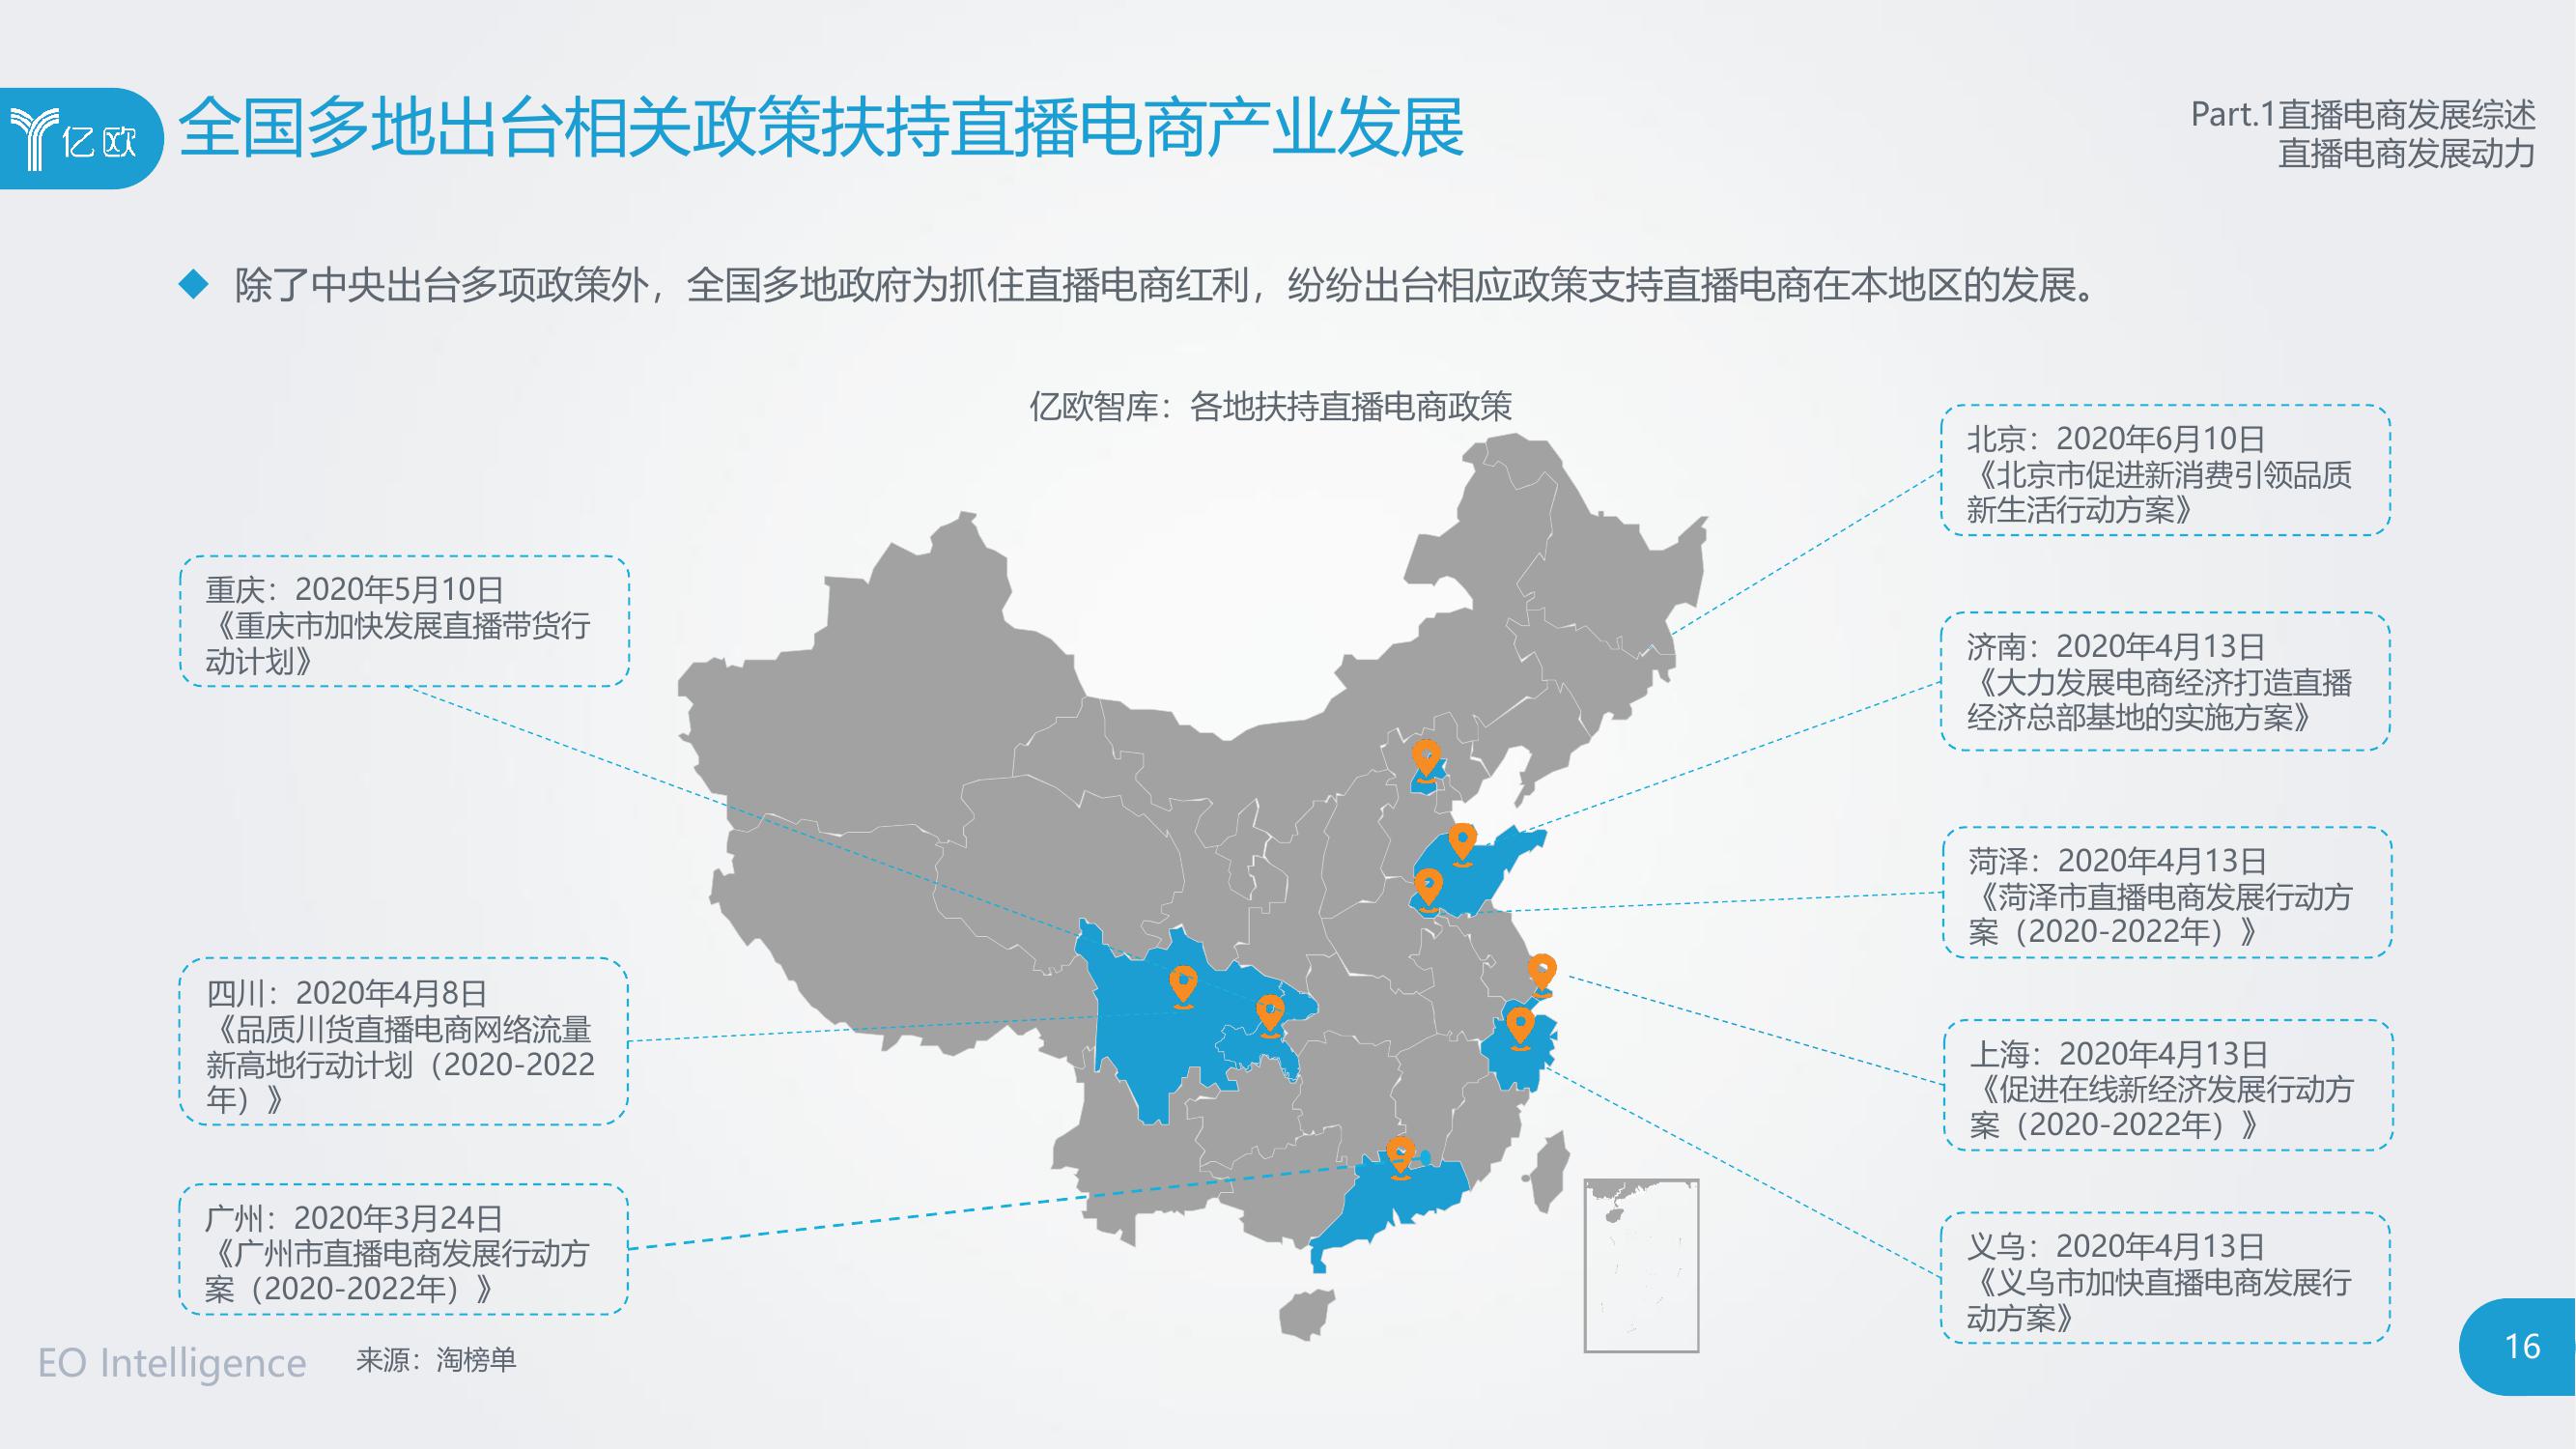 亿欧
全国多地出台相关政策扶持直播电商产业发展
Part.1直播电商发展综述
直播电商发展动力
除了中央出台多项政策外，全国多地政府为抓住直播电商红利，纷纷出台相应政策支持直播电商在本地区的发展。
亿欧智库：各地扶持直播电商政策
重庆：2020年5月10日
《重庆市加快发展直播带货行
动计划》
四川：2020年4月8日
《品质川货直播电商网络流量
新高地行动计划（2020-2022
年）》
广州：2020年3月24日
《广州市直播电商发展行动方
案（2020-2022年）》
北京：2020年6月10日
《北京市促进新消费引领品质
新生活行动方案》
济南：2020年4月13日
《大力发展电商经济打造直播
经济总部基地的实施方案》
菏泽：2020年4月13日
《菏泽市直播电商发展行动方
案（2020-2022年）》
上海：2020年4月13日
《促进在线新经济发展行动方
案（2020-2022年）》
义乌：2020年4月13日
《义乌市加快直播电商发展行
动方案》
EO Intelligence
来源：淘榜单
16